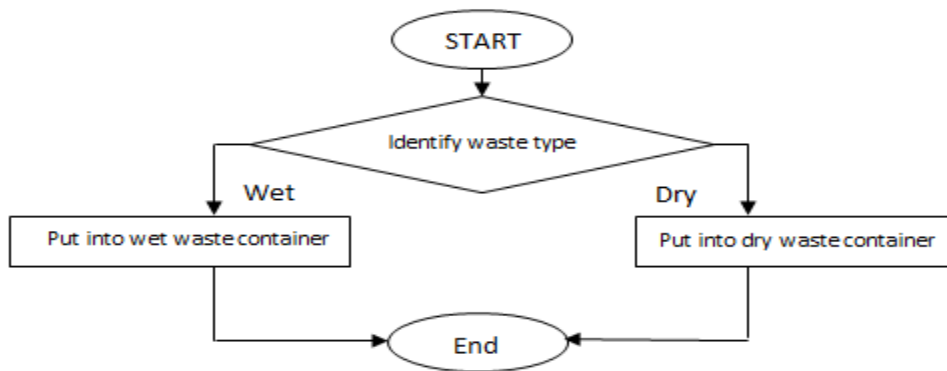 START
Identify waste type
Wet
Dry
Put into wet waste container
Put into dry waste container
End